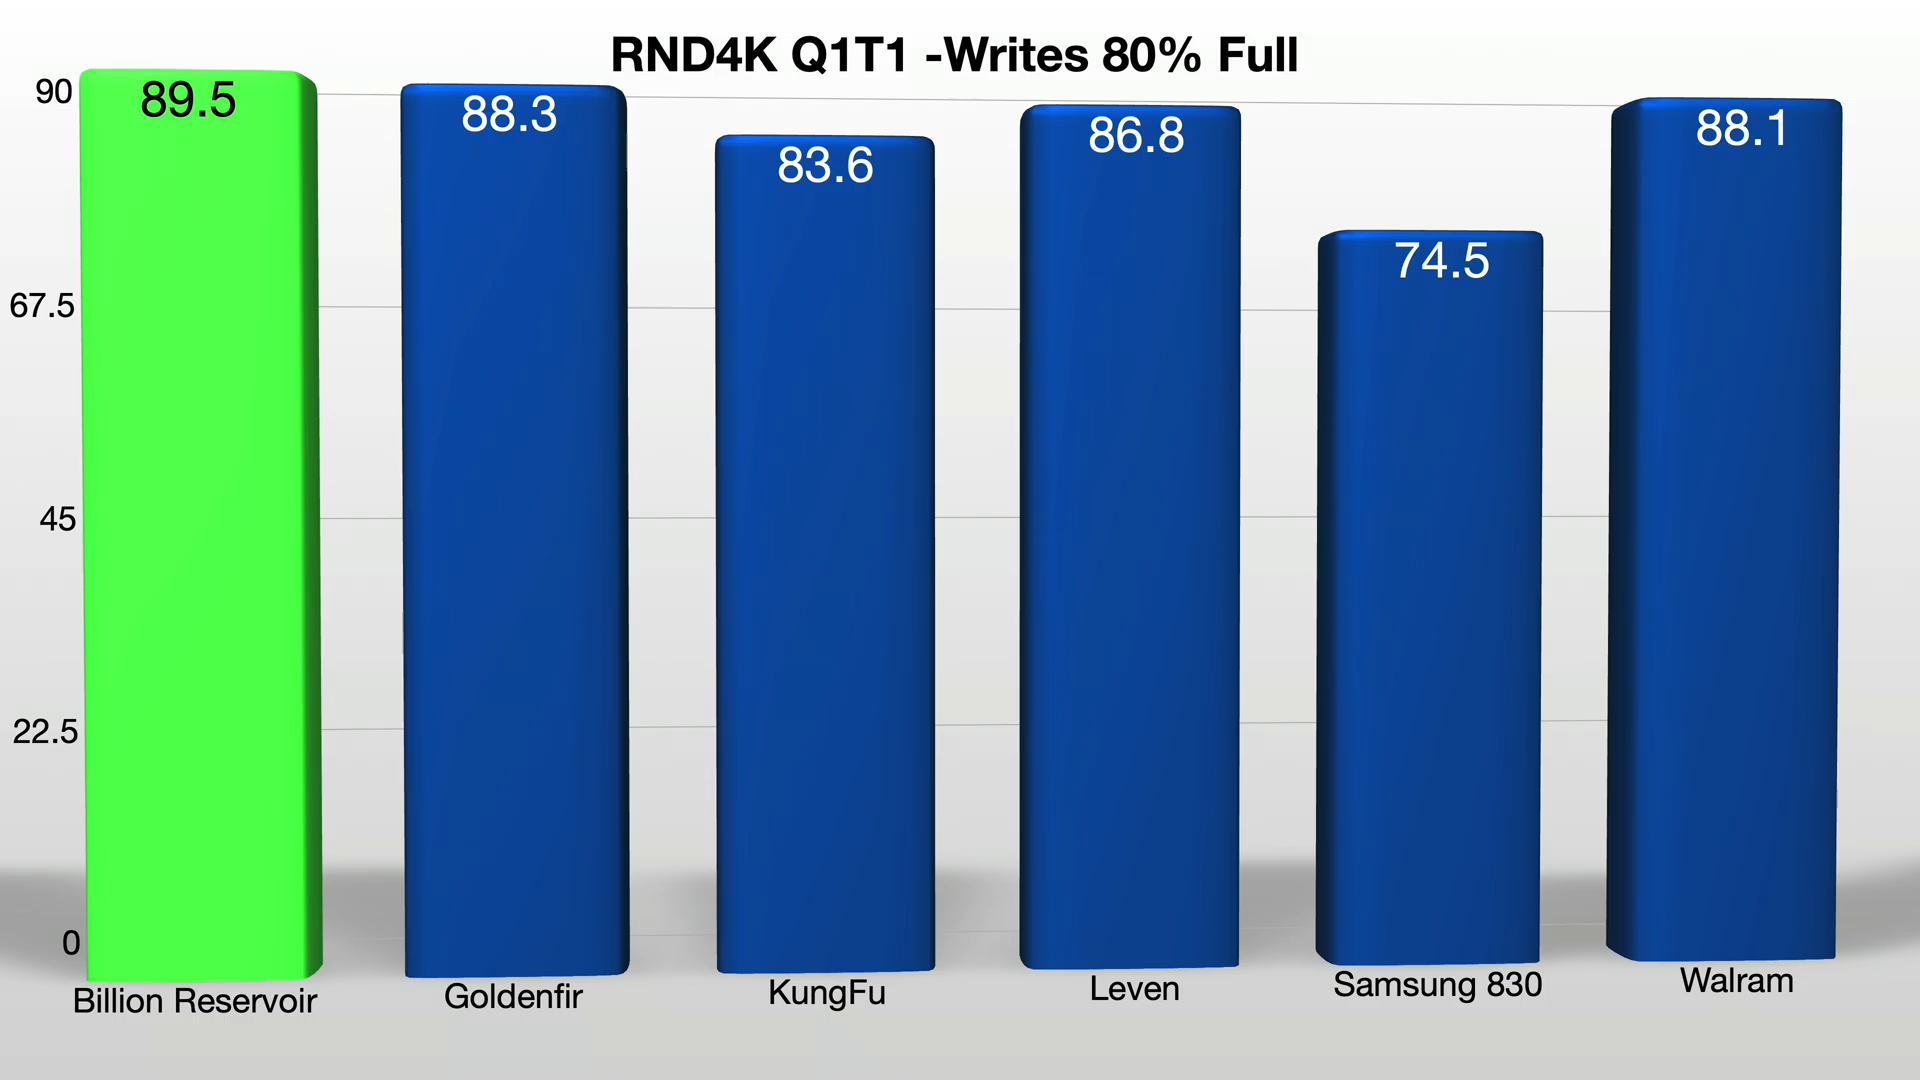 RND4K Q1T1 -Writes 80% Full
90
67.5
45
22.5
0
89.5
88.3
83.6
86.8
74.5
88.1
Billion Reservoir
Goldenfir
KungFu
Leven
Samsung 830
Walram